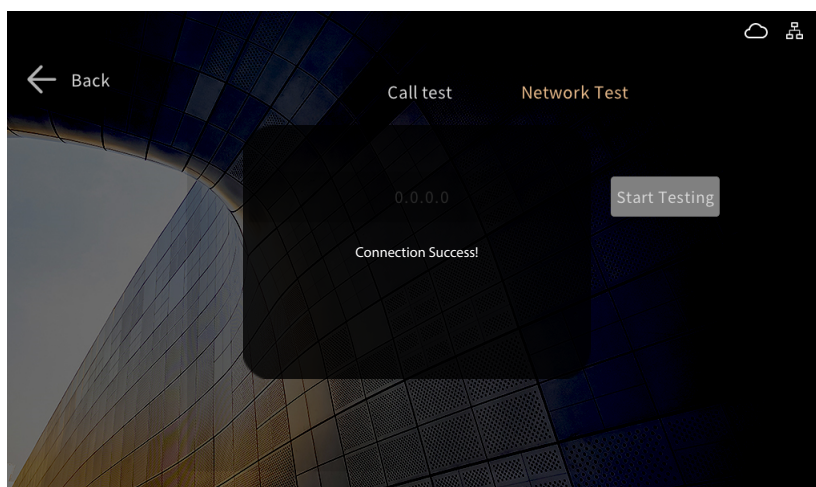 Back
Call test
Network Test
0.0.0.0
Start Testing
Connection Success!